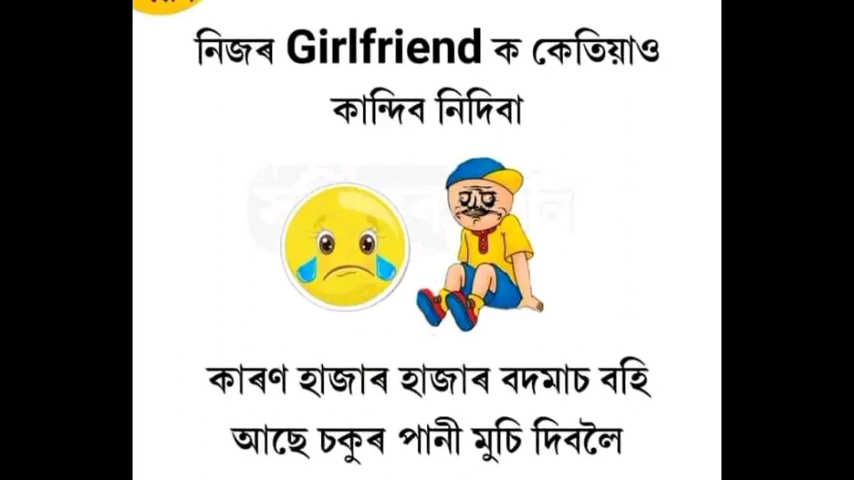 নিজৰ Girlfriend ক কেতিয়াও
কান্দিব নিদিবা
কাৰণ হাজাৰ হাজাৰ বদমাচ বহি
আছে চকুৰ পানী মুচি দিবলৈ